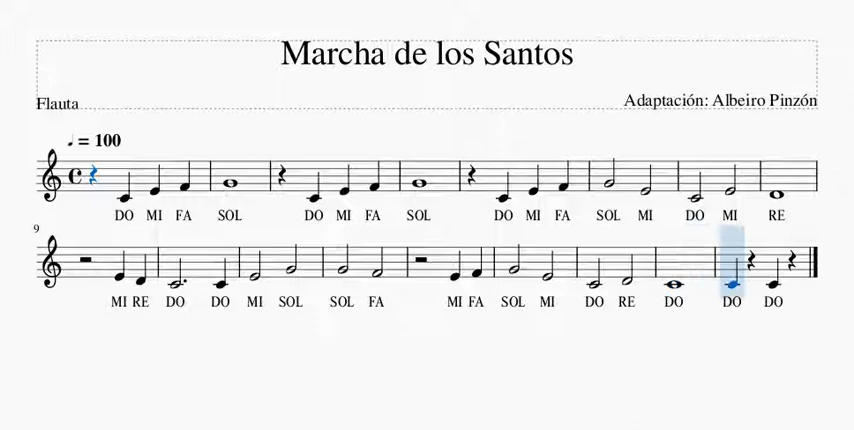 Marcha de los Santos
Flauta
Adaptación: Albeiro Pinzón
♩ = 100
DO MI FA SOL DO MI FA SOL DO MI FA SOL MI DO MI RE
9
MI RE DO DO MI SOL SOL FA MI FA SOL MI DO RE DO DO DO